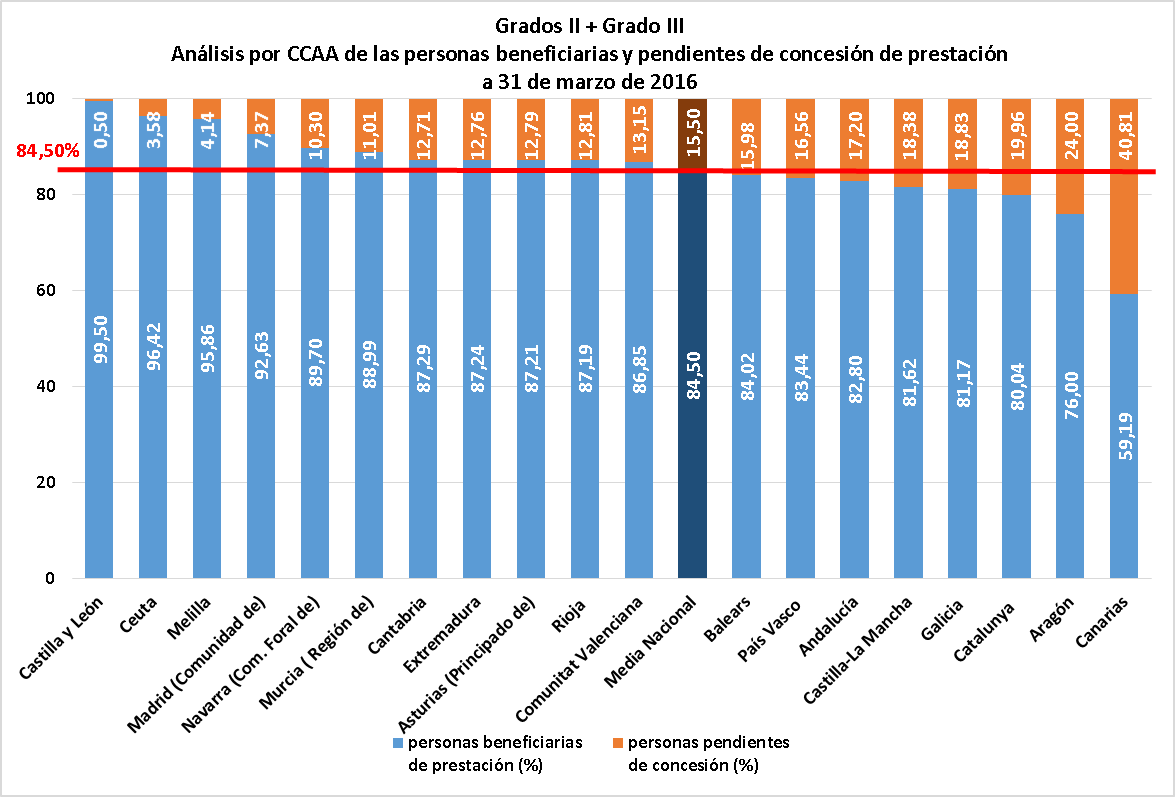 Grados II + Grado III
Análisis por CCAA de las personas beneficiarias y pendientes de concesión de prestación
a 31 de marzo de 2016
100
80
60
40
20
0
84,50%
0,50
3,58
4,14
7,37
10,30
11,01
12,71
12,76
12,79
12,81
13,15
15,50
15,98
16,56
17,20
18,38
18,83
19,96
24,00
40,81
99,50
96,42
95,86
92,63
89,70
88,99
87,29
87,24
87,21
87,19
86,85
84,50
84,02
83,44
82,80
81,62
81,17
80,04
76,00
59,19
Castilla y León
Ceuta
Melilla
Madrid (Comunidad de)
Navarra (Com. Foral de)
Murcia ( Región de)
Cantabria
Extremadura
Asturias (Principado de)
Rioja
Comunitat Valenciana
Media Nacional
Balears
País Vasco
Andalucía
Castilla-La Mancha
Galicia
Catalunya
Aragón
Canarias
personas beneficiarias
de prestación (%)
personas pendientes
de concesión (%)